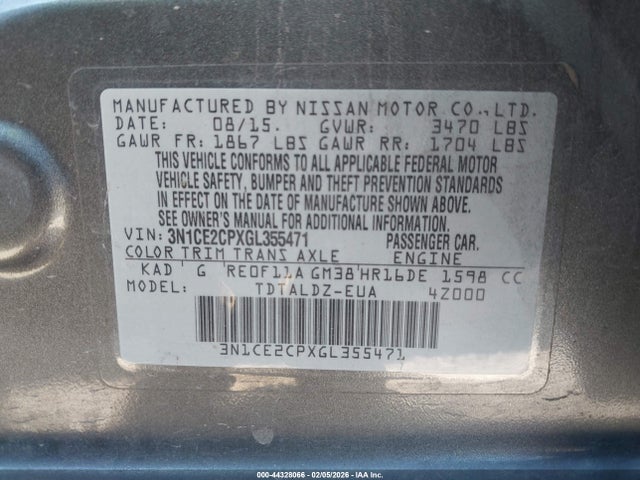 MANUFACTURED BY NISSAN MOTOR CO., LTD.
DATE: 08/15. GVWR: 3470 LBS
GAWR FR: 1867 LBS GAWR RR: 1704 LBS
THIS VEHICLE CONFORMS TO ALL APPLICABLE FEDERAL MOTOR
VEHICLE SAFETY, BUMPER AND THEFT PREVENTION STANDARDS
IN EFFECT ON THE DATE OF MANUFACTURE SHOWN ABOVE.
SEE OWNER'S MANUAL FOR ADDITIONAL INFORMATION.
VIN: 3N1CE2CPXGL355471 PASSENGER CAR.
COLOR TRIM TRANS AXLE ENGINE
KAD ' G ' RE0F11A GM38 ' HR16DE 1598 CC
MODEL: TDTALDZ-EUA 4Z000
3N1CE2CPXGL355471
000-44328066 - 02/05/2026 - IAA Inc.